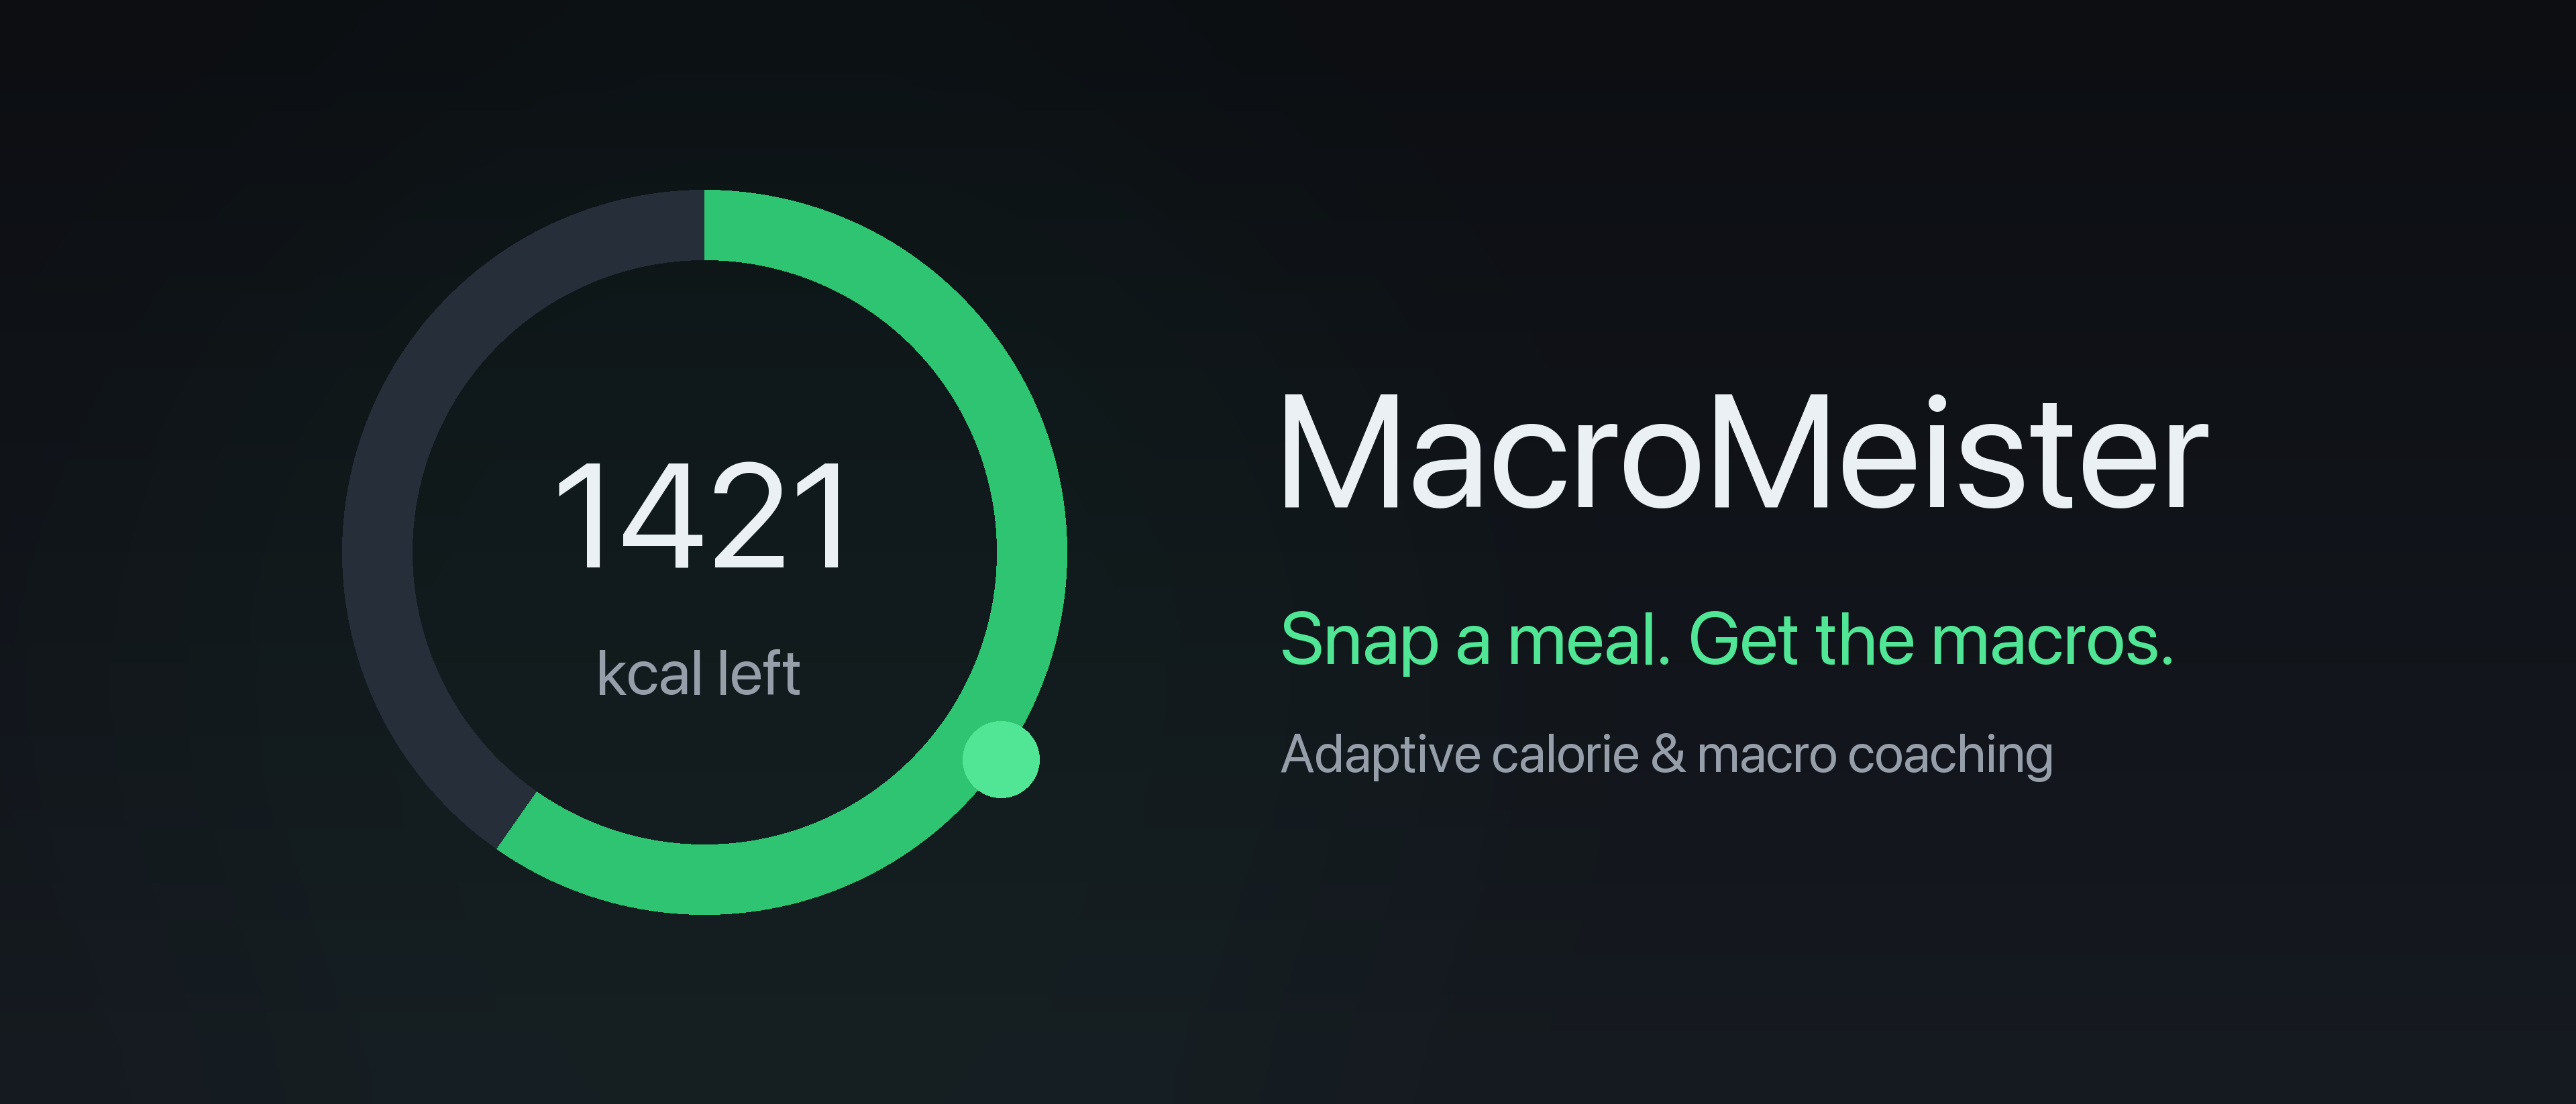 1421
kcal left
MacroMeister
Snap a meal. Get the macros.
Adaptive calorie & macro coaching